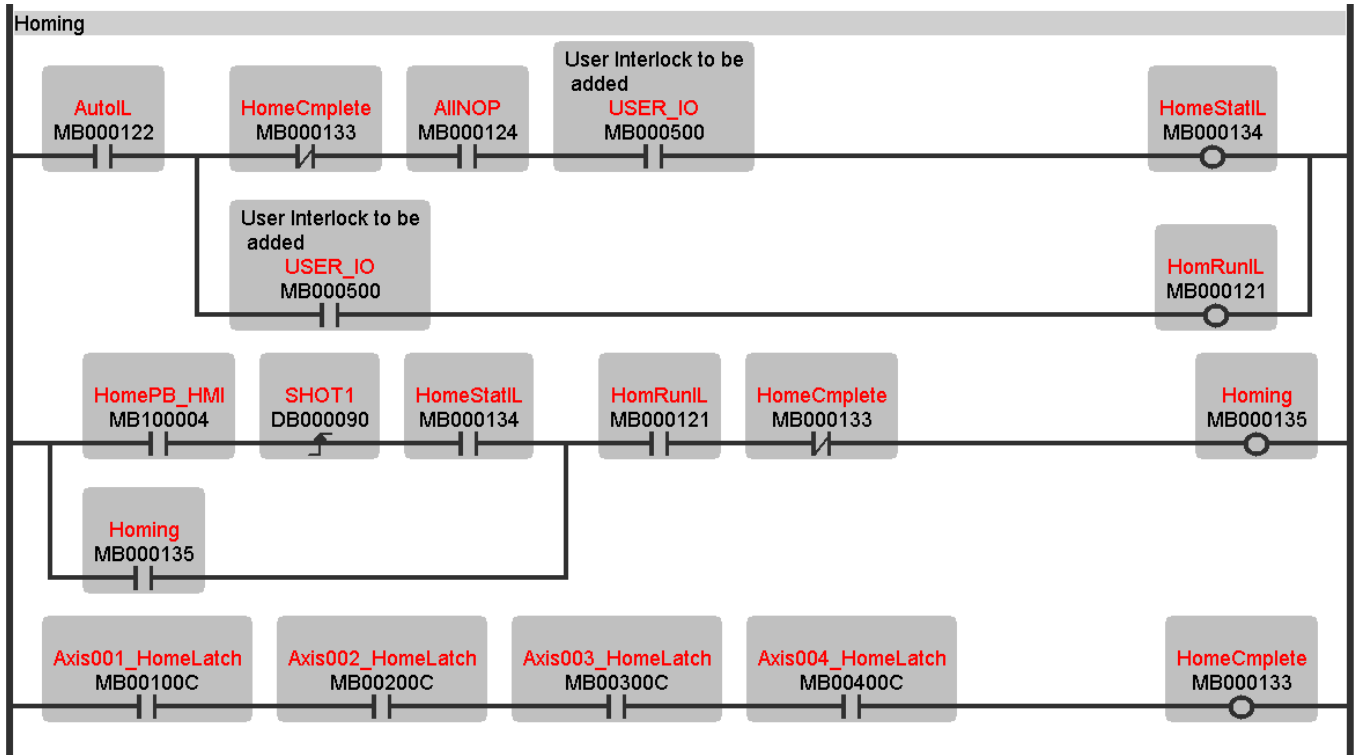 Homing
User Interlock to be
added
AutoIL
HomeCmplete
AllNOP
USER_IO
HomeStatIL
MB000122
MB000133
MB000124
MB000500
MB000134
User Interlock to be
added
USER_IO
HomRunIL
MB000500
MB000121
HomePB_HMI
SHOT1
HomeStatIL
HomRunIL
HomeCmplete
Homing
MB100004
DB000090
MB000134
MB000121
MB000133
MB000135
Homing
MB000135
Axis001_HomeLatch
Axis002_HomeLatch
Axis003_HomeLatch
Axis004_HomeLatch
HomeCmplete
MB00100C
MB00200C
MB00300C
MB00400C
MB000133